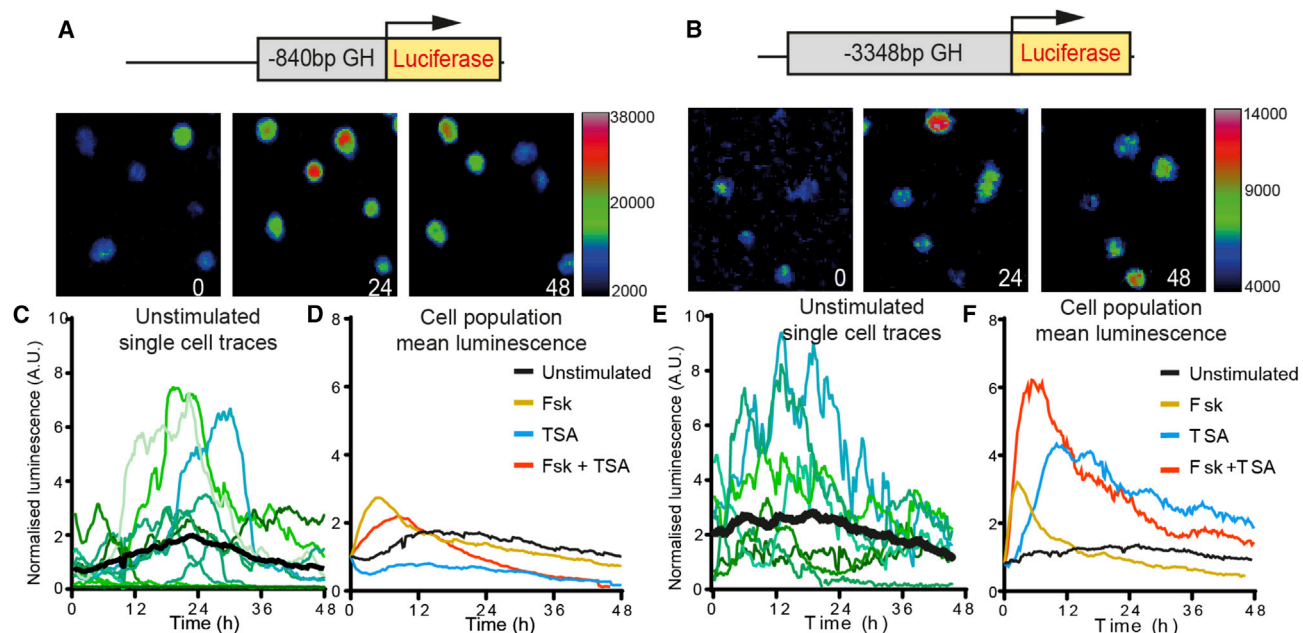 A
-840bp GH
Luciferase
B
-3348bp GH
Luciferase
0
24
48
38000
20000
2000
0
24
48
14000
9000
4000
C
Unstimulated
single cell traces
Normalised luminescence (A.U.)
10
8
6
4
2
0
0
12
24
36
48
Time (h)
D
Cell population
mean luminescence
Unstimulated
Fsk
TSA
Fsk + TSA
8
6
4
2
0
0
12
24
36
48
Time (h)
E
Unstimulated
single cell traces
Normalised luminescence (A.U.)
10
8
6
4
2
0
0
12
24
36
48
Time (h)
F
Cell population
mean luminescence
Unstimulated
Fsk
TSA
Fsk+TSA
8
6
4
2
0
0
12
24
36
48
Time (h)